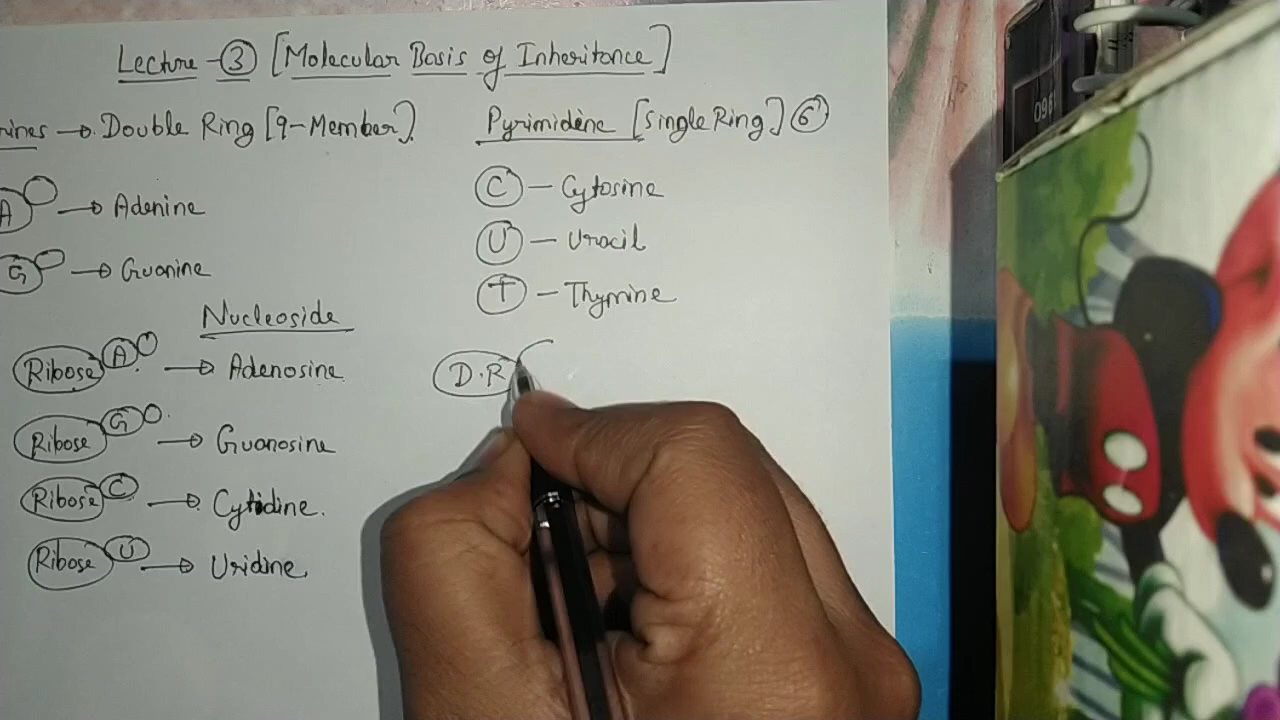 Lecture - 3 [Molecular Basis of Inheritance]
rines → Double Ring [9-Member]
A → Adenine
G → Guanine
Pyrimidine [Single Ring] 6
C - Cytosine
U - Uracil
T - Thymine
Nucleoside
Ribose A → Adenosine
Ribose G → Guanosine
Ribose C → Cytidine.
Ribose U → Uridine.
D.R